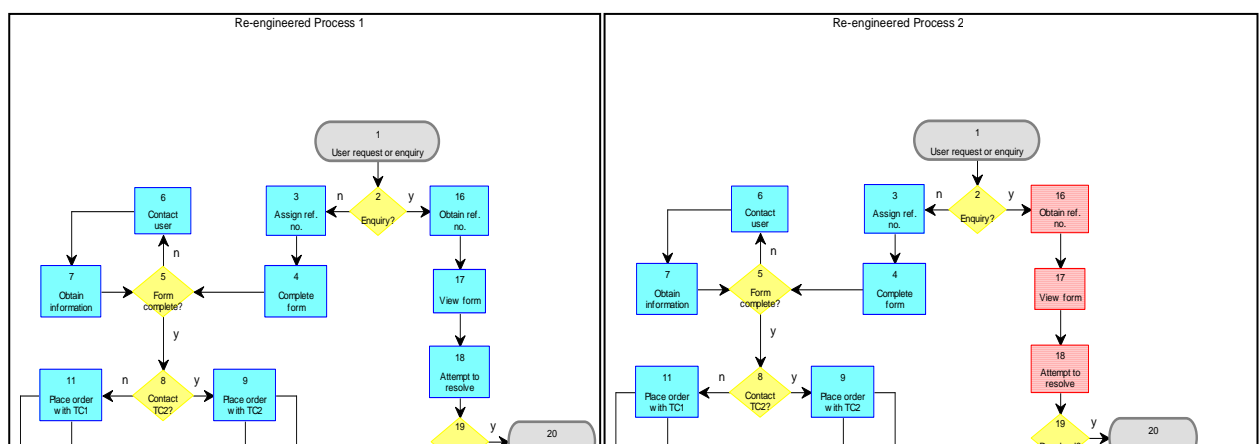 Re-engineered Process 1
1
User request or enquiry
6
Contact
user
3
Assign ref.
no.
n
2
Enquiry?
y
16
Obtain ref.
no.
n
7
Obtain
information
5
Form
complete?
4
Complete
form
17
View form
y
18
Attempt to
resolve
11
Place order
with TC1
n
8
Contact
TC2?
y
9
Place order
with TC2
19
y
20
Re-engineered Process 2
1
User request or enquiry
6
Contact
user
3
Assign ref.
no.
n
2
Enquiry?
y
16
Obtain ref.
no.
n
7
Obtain
information
5
Form
complete?
4
Complete
form
17
View form
y
18
Attempt to
resolve
11
Place order
with TC1
n
8
Contact
TC2?
y
9
Place order
with TC2
19
y
20